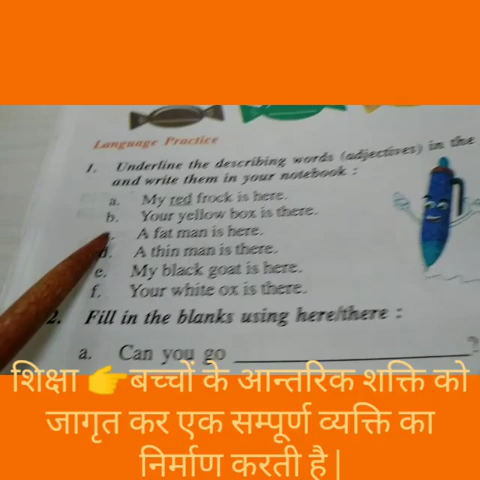 Language Practice
1. Underline the describing words (adjectives) in the
and write them in your notebook :
a. My red frock is here.
b. Your yellow box is there.
A fat man is here.
d. A thin man is there.
e. My black goat is here.
f. Your white ox is there.
2. Fill in the blanks using here/there :
a. Can you go ____________________?
शिक्षा 👉बच्चों के आन्तरिक शक्ति को
जागृत कर एक सम्पूर्ण व्यक्ति का
निर्माण करती है |